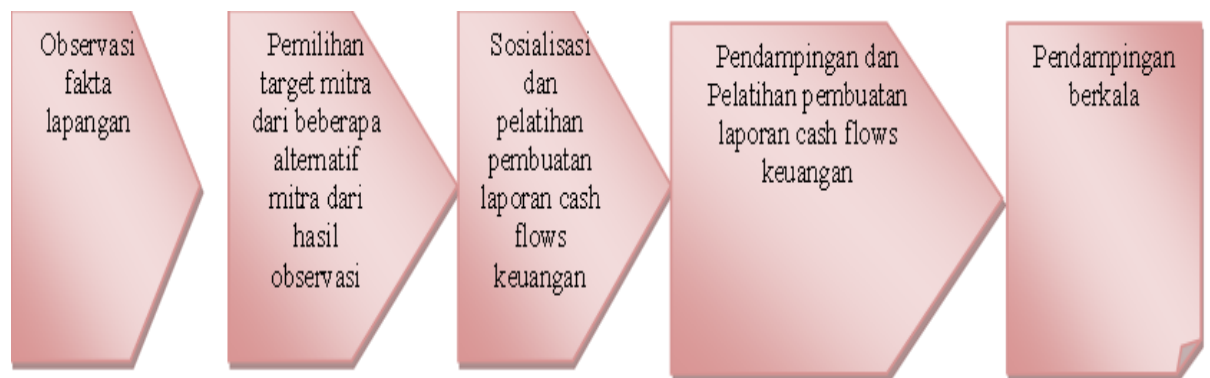 Observasi
fakta
lapangan
Pemilihan
target mitra
dari beberapa
alternatif
mitra dari
hasil
observasi
Sosialisasi
dan
pelatihan
pembuatan
laporan cash
flows
keuangan
Pendampingan dan
Pelatihan pembuatan
laporan cash flows
keuangan
Pendampingan
berkala